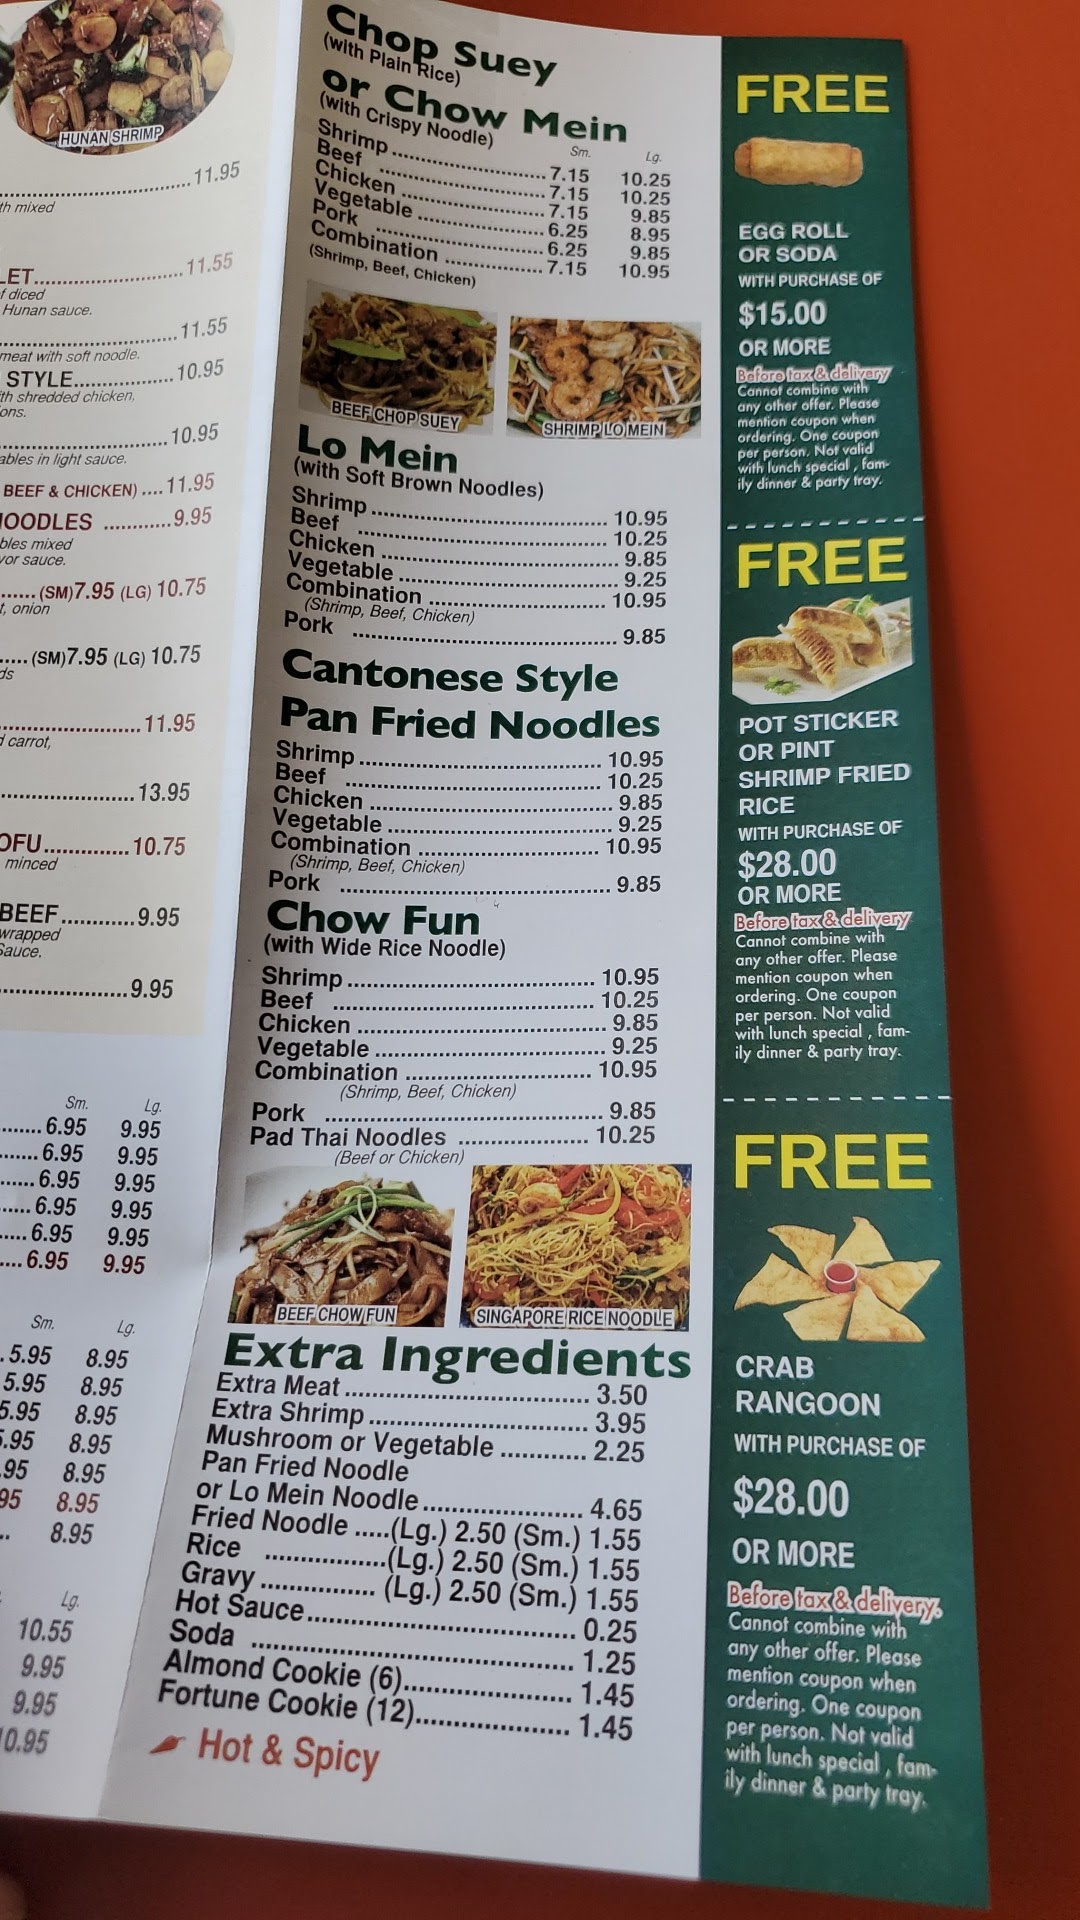 HUNAN SHRIMP
11.95
th mixed
LET 11.55
f diced
Hunan sauce.
11.55
meat with soft noodle.
STYLE 10.95
th shredded chicken,
ons.
10.95
ables in light sauce.
BEEF & CHICKEN) .... 11.95
NOODLES 9.95
bles mixed
vor sauce.
(SM)7.95 (LG) 10.75
t, onion
(SM)7.95 (LG) 10.75
ds
11.95
d carrot,
13.95
OFU 10.75
minced
BEEF 9.95
wrapped
Sauce.
9.95
Sm. Lg.
6.95 9.95
6.95 9.95
6.95 9.95
6.95 9.95
6.95 9.95
6.95 9.95
Sm. Lg.
5.95 8.95
5.95 8.95
5.95 8.95
5.95 8.95
.95 8.95
95 8.95
8.95
Lg.
10.55
9.95
9.95
10.95
Chop Suey
(with Plain Rice)
or Chow Mein
(with Crispy Noodle)
Sm. Lg.
Shrimp 7.15 10.25
Beef 7.15 10.25
Chicken 7.15 9.85
Vegetable 6.25 8.95
Pork 6.25 9.85
Combination 7.15 10.95
(Shrimp, Beef, Chicken)
BEEF CHOP SUEY
SHRIMP LO MEIN
Lo Mein
(with Soft Brown Noodles)
Shrimp 10.95
Beef 10.25
Chicken 9.85
Vegetable 9.25
Combination 10.95
(Shrimp, Beef, Chicken)
Pork 9.85
Cantonese Style
Pan Fried Noodles
Shrimp 10.95
Beef 10.25
Chicken 9.85
Vegetable 9.25
Combination 10.95
(Shrimp, Beef, Chicken)
Pork 9.85
Chow Fun
(with Wide Rice Noodle)
Shrimp 10.95
Beef 10.25
Chicken 9.85
Vegetable 9.25
Combination 10.95
(Shrimp, Beef, Chicken)
Pork 9.85
Pad Thai Noodles 10.25
(Beef or Chicken)
BEEF CHOW FUN
SINGAPORE RICE NOODLE
Extra Ingredients
Extra Meat 3.50
Extra Shrimp 3.95
Mushroom or Vegetable 2.25
Pan Fried Noodle
or Lo Mein Noodle 4.65
Fried Noodle .....(Lg.) 2.50 (Sm.) 1.55
Rice (Lg.) 2.50 (Sm.) 1.55
Gravy (Lg.) 2.50 (Sm.) 1.55
Hot Sauce 0.25
Soda 1.25
Almond Cookie (6) 1.45
Fortune Cookie (12) 1.45
Hot & Spicy
FREE
EGG ROLL
OR SODA
WITH PURCHASE OF
$15.00
OR MORE
Before tax & delivery
Cannot combine with
any other offer. Please
mention coupon when
ordering. One coupon
per person. Not valid
with lunch special , fam-
ily dinner & party tray.
FREE
POT STICKER
OR PINT
SHRIMP FRIED
RICE
WITH PURCHASE OF
$28.00
OR MORE
Before tax & delivery
Cannot combine with
any other offer. Please
mention coupon when
ordering. One coupon
per person. Not valid
with lunch special , fam-
ily dinner & party tray.
FREE
CRAB
RANGOON
WITH PURCHASE OF
$28.00
OR MORE
Before tax & delivery.
Cannot combine with
any other offer. Please
mention coupon when
ordering. One coupon
per person. Not valid
with lunch special , fam-
ily dinner & party tray.